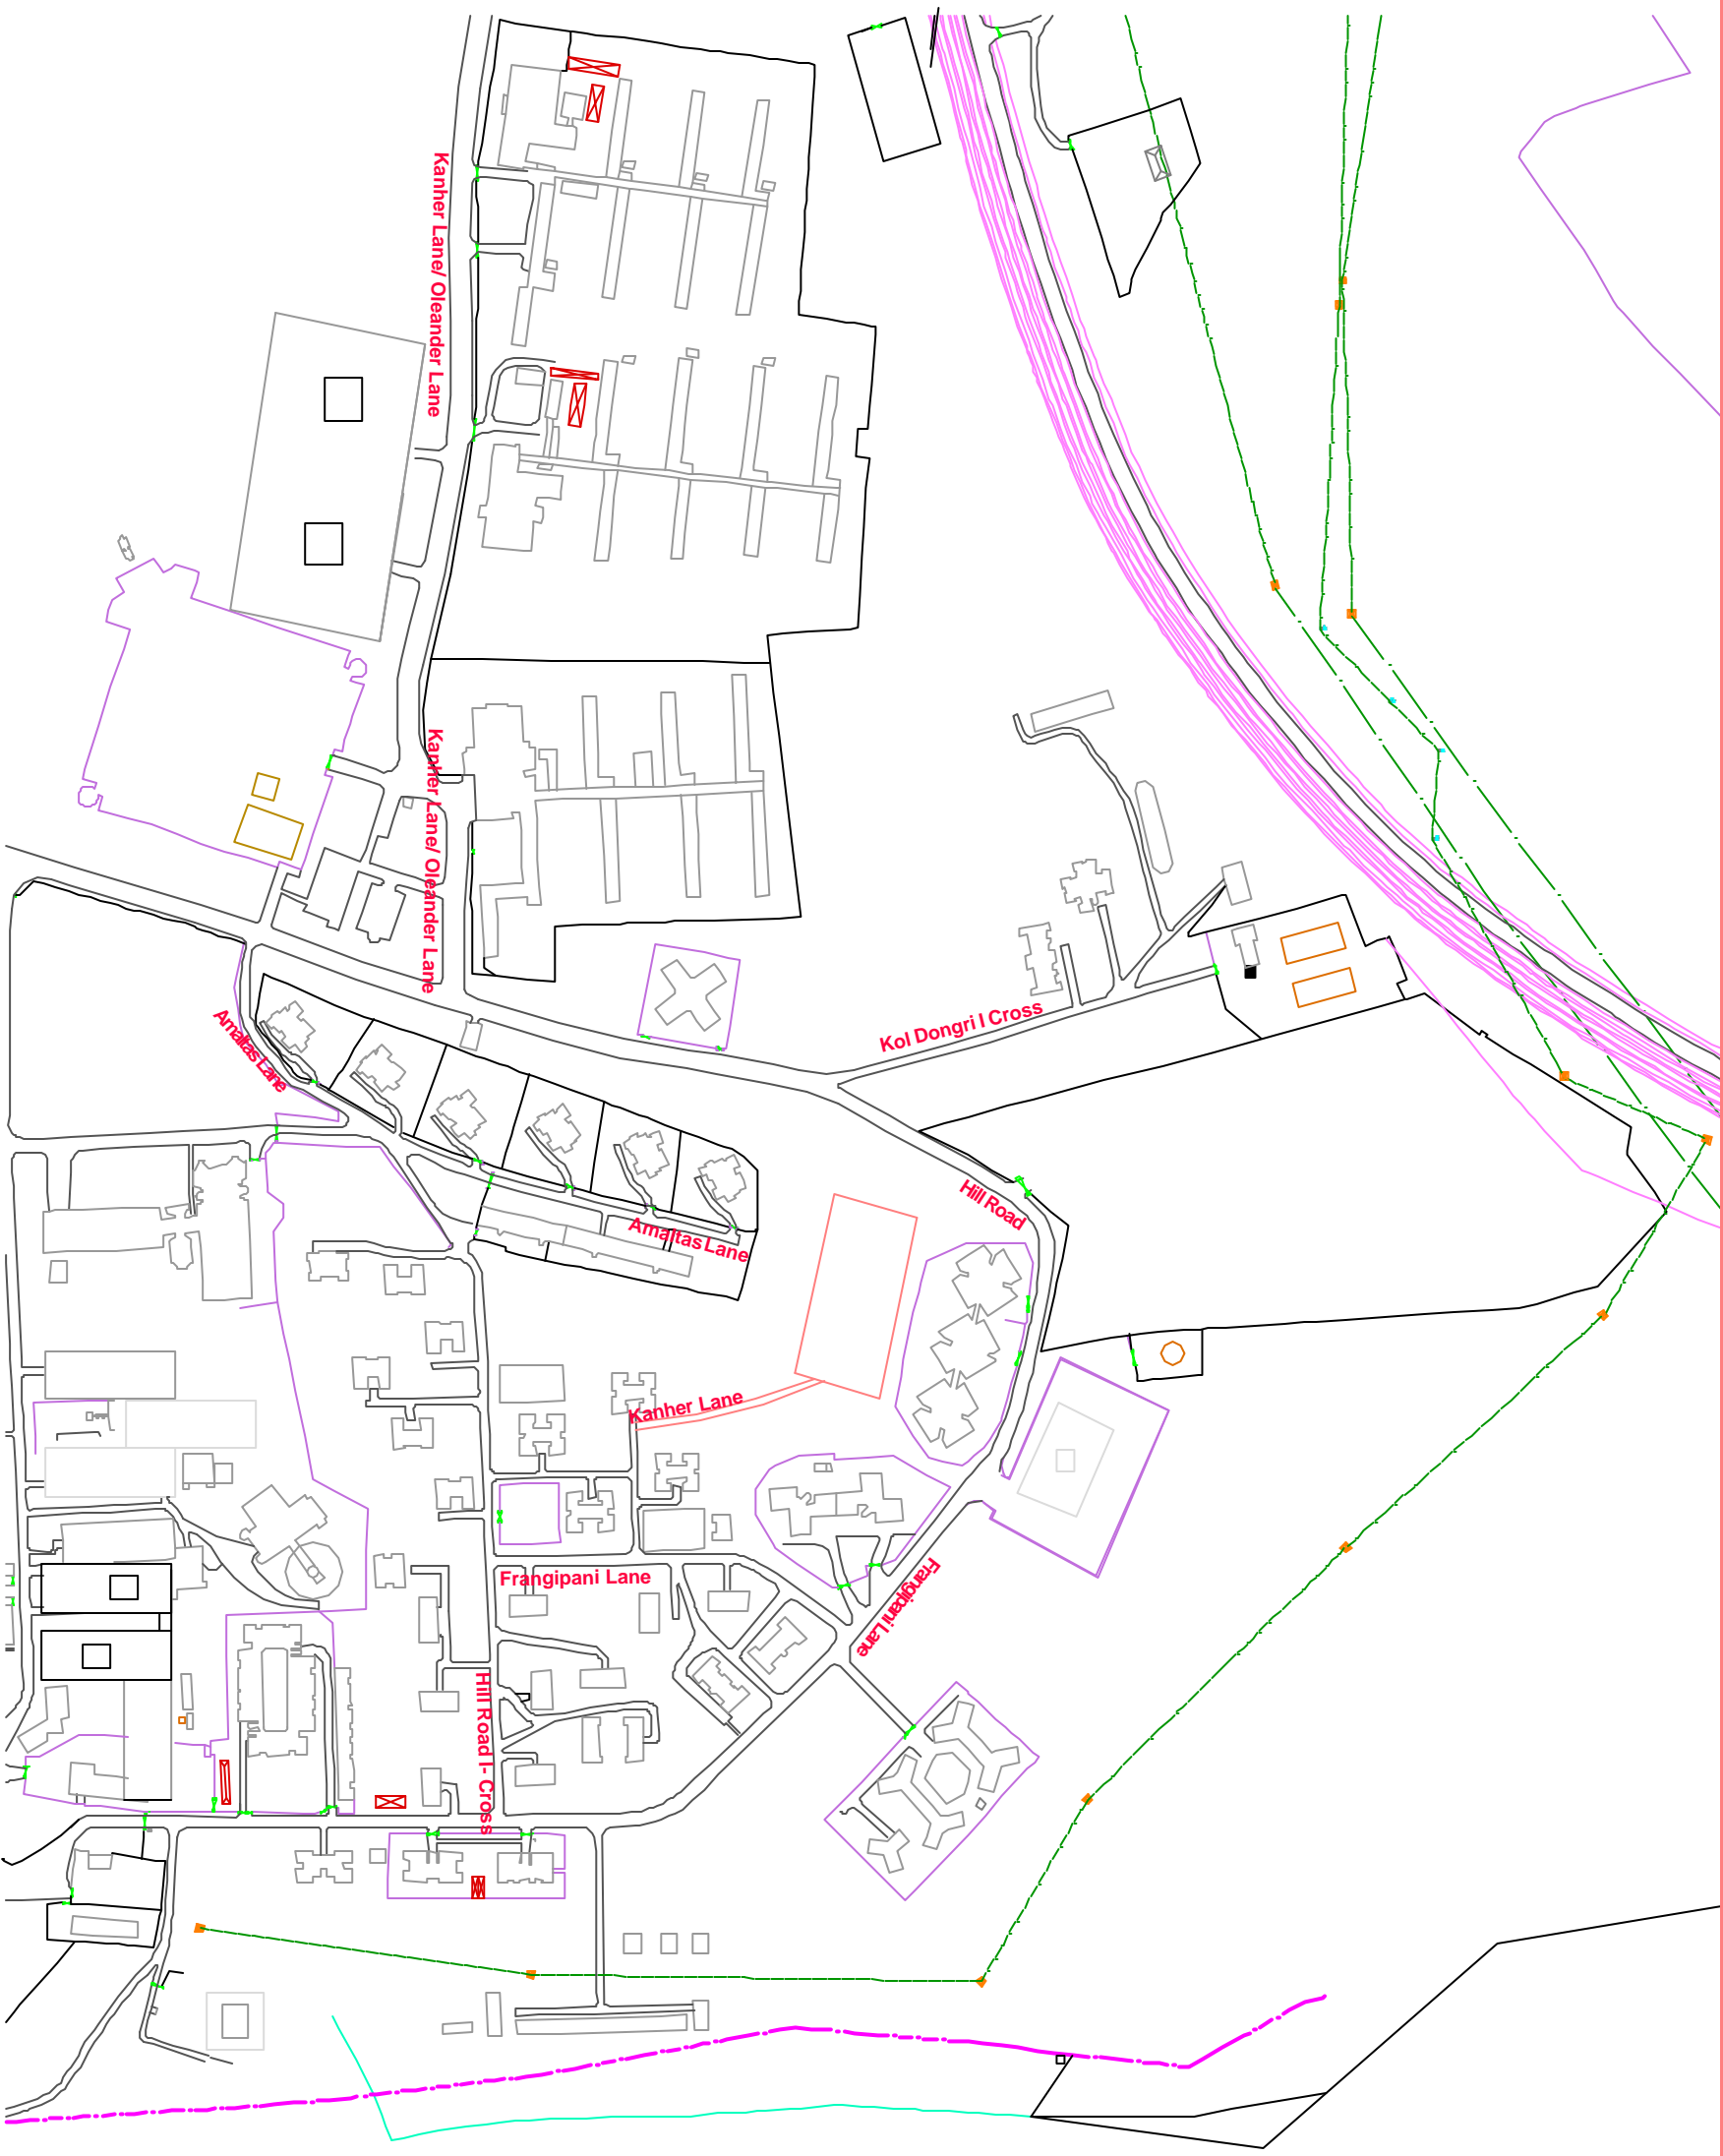 Kanher Lane/ Oleander Lane
Kanher Lane/ Oleander Lane
Amaltas Lane
Kol Dongri I Cross
Hill Road
Amaltas Lane
Kanher Lane
Frangipani Lane
Frangipani Lane
Hill Road I - Cross